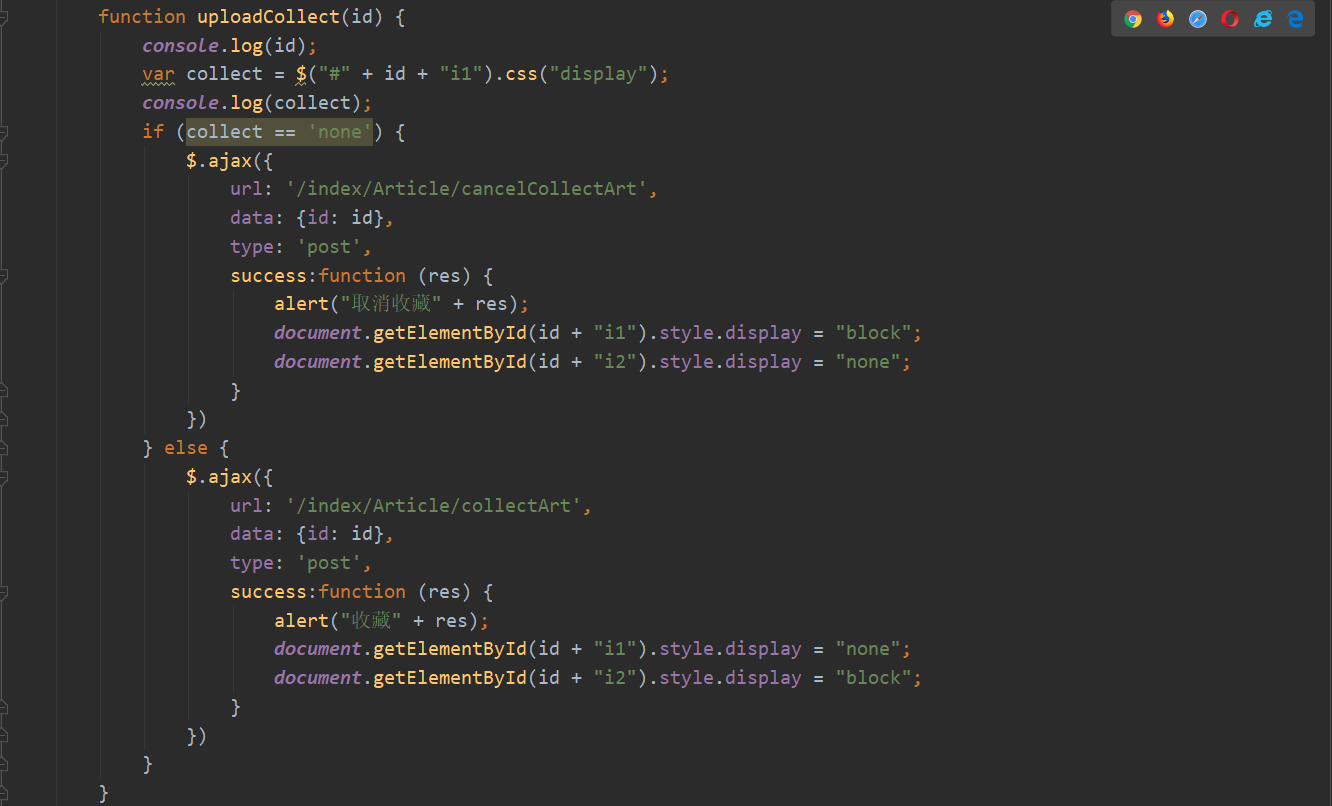 function uploadCollect(id) {
console.log(id);
var collect = $("#" + id + "i1").css("display");
console.log(collect);
if (collect == 'none') {
$.ajax({
url: '/index/Article/cancelCollectArt',
data: {id: id},
type: 'post',
success:function (res) {
alert("取消收藏" + res);
document.getElementById(id + "i1").style.display = "block";
document.getElementById(id + "i2").style.display = "none";
}
})
} else {
$.ajax({
url: '/index/Article/collectArt',
data: {id: id},
type: 'post',
success:function (res) {
alert("收藏" + res);
document.getElementById(id + "i1").style.display = "none";
document.getElementById(id + "i2").style.display = "block";
}
})
}
}